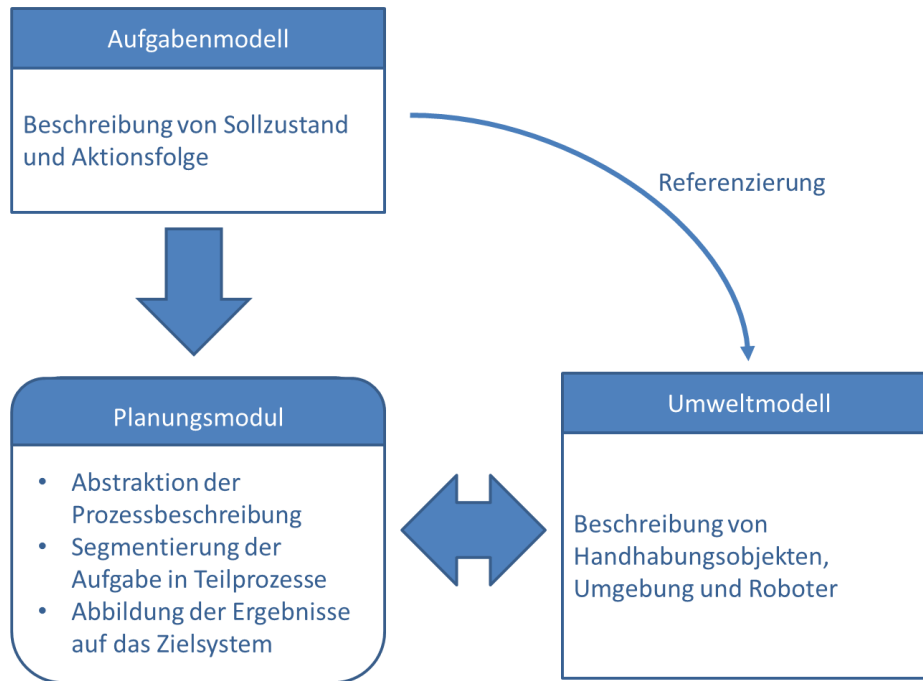 Aufgabenmodell
Beschreibung von Sollzustand
und Aktionsfolge
Referenzierung
Planungsmodul
• Abstraktion der
Prozessbeschreibung
• Segmentierung der
Aufgabe in Teilprozesse
• Abbildung der Ergebnisse
auf das Zielsystem
Umweltmodell
Beschreibung von
Handhabungsobjekten,
Umgebung und Roboter